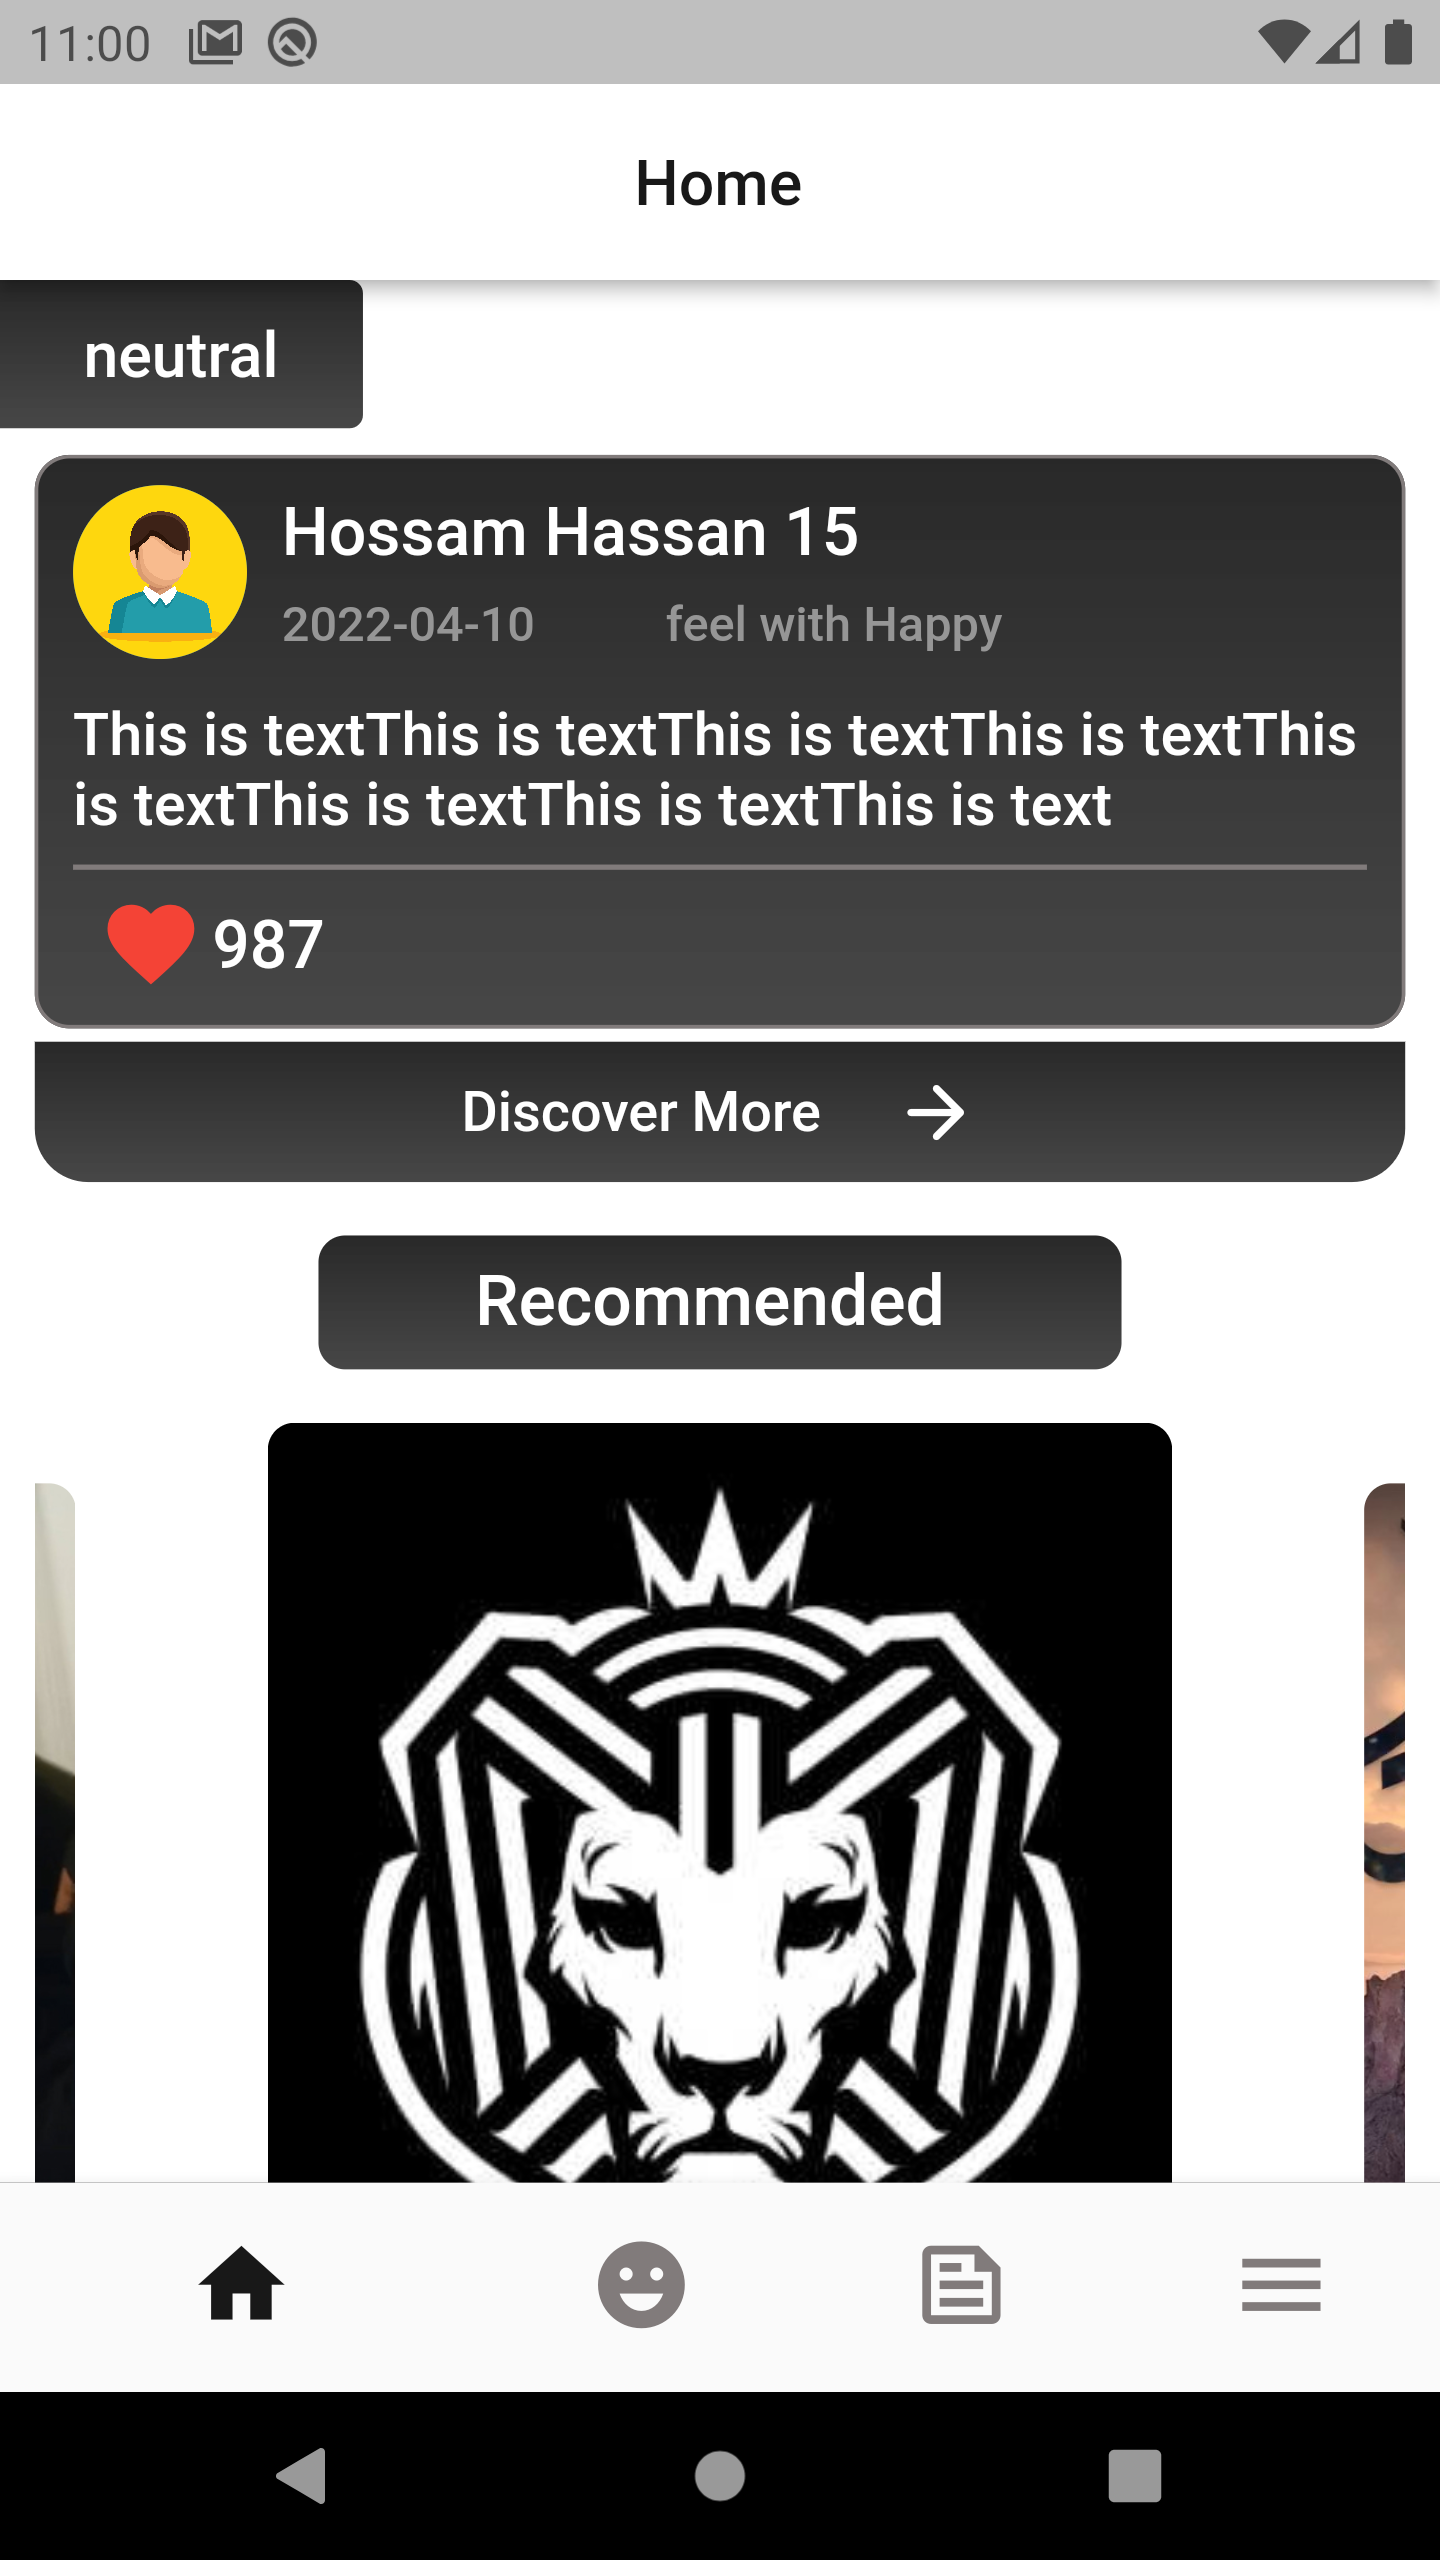 11:00
Home
neutral
Hossam Hassan 15
2022-04-10 feel with Happy
This is textThis is textThis is textThis is textThis
is textThis is textThis is textThis is text
987
Discover More
Recommended